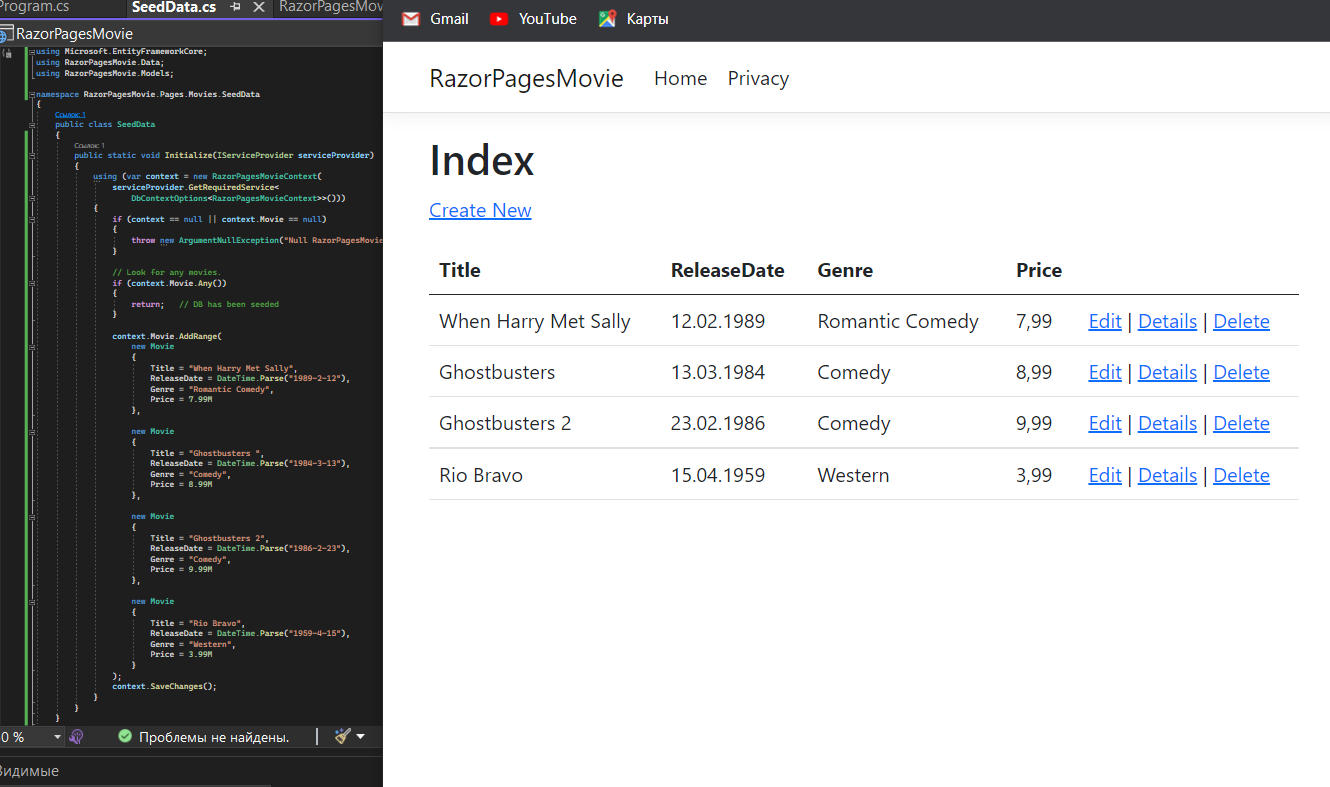 Program.cs SeedData.cs RazorPagesMov
RazorPagesMovie
using Microsoft.EntityFrameworkCore;
using RazorPagesMovie.Data;
using RazorPagesMovie.Models;
namespace RazorPagesMovie.Pages.Movies.SeedData
{
Ссылок: 1
public class SeedData
{
Ссылок: 1
public static void Initialize(IServiceProvider serviceProvider)
{
using (var context = new RazorPagesMovieContext(
serviceProvider.GetRequiredService<
DbContextOptions<RazorPagesMovieContext>>()))
{
if (context == null || context.Movie == null)
{
throw new ArgumentNullException("Null RazorPagesMovie
}
// Look for any movies.
if (context.Movie.Any())
{
return; // DB has been seeded
}
context.Movie.AddRange(
new Movie
{
Title = "When Harry Met Sally",
ReleaseDate = DateTime.Parse("1989-2-12"),
Genre = "Romantic Comedy",
Price = 7.99M
},
new Movie
{
Title = "Ghostbusters ",
ReleaseDate = DateTime.Parse("1984-3-13"),
Genre = "Comedy",
Price = 8.99M
},
new Movie
{
Title = "Ghostbusters 2",
ReleaseDate = DateTime.Parse("1986-2-23"),
Genre = "Comedy",
Price = 9.99M
},
new Movie
{
Title = "Rio Bravo",
ReleaseDate = DateTime.Parse("1959-4-15"),
Genre = "Western",
Price = 3.99M
}
);
context.SaveChanges();
}
}
}
0 % Проблемы не найдены.
Видимые
Gmail YouTube Карты
RazorPagesMovie Home Privacy
Index
Create New
Title ReleaseDate Genre Price
When Harry Met Sally 12.02.1989 Romantic Comedy 7,99 Edit | Details | Delete
Ghostbusters 13.03.1984 Comedy 8,99 Edit | Details | Delete
Ghostbusters 2 23.02.1986 Comedy 9,99 Edit | Details | Delete
Rio Bravo 15.04.1959 Western 3,99 Edit | Details | Delete